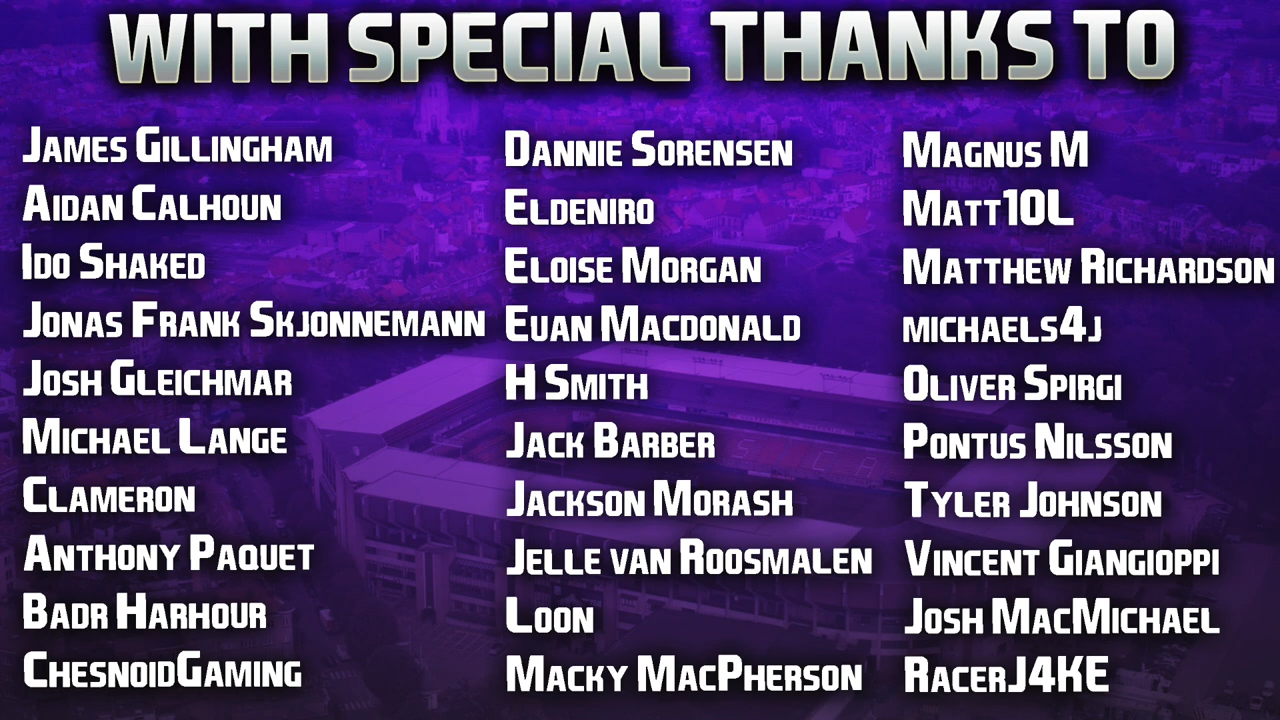 WITH SPECIAL THANKS TO
James Gillingham
Aidan Calhoun
Ido Shaked
Jonas Frank Skjonnemann
Josh Gleichmar
Michael Lange
Clameron
Anthony Paquet
Badr Harhour
ChesnoidGaming
Dannie Sorensen
Eldeniro
Eloise Morgan
Euan Macdonald
H Smith
Jack Barber
Jackson Morash
Jelle van Roosmalen
Loon
Macky MacPherson
Magnus M
Matt10L
Matthew Richardson
michaels4j
Oliver Spirgi
Pontus Nilsson
Tyler Johnson
Vincent Giangioppi
Josh MacMichael
RacerJ4KE